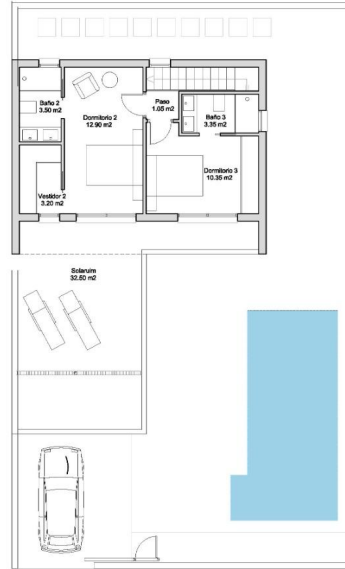 Baño 2
3.50 m2
Dormitorio 2
12.90 m2
Paso
1.05 m2
Baño 3
3.35 m2
Dormitorio 3
10.35 m2
Vestidor 2
3.20 m2
Solaruim
32.50 m2